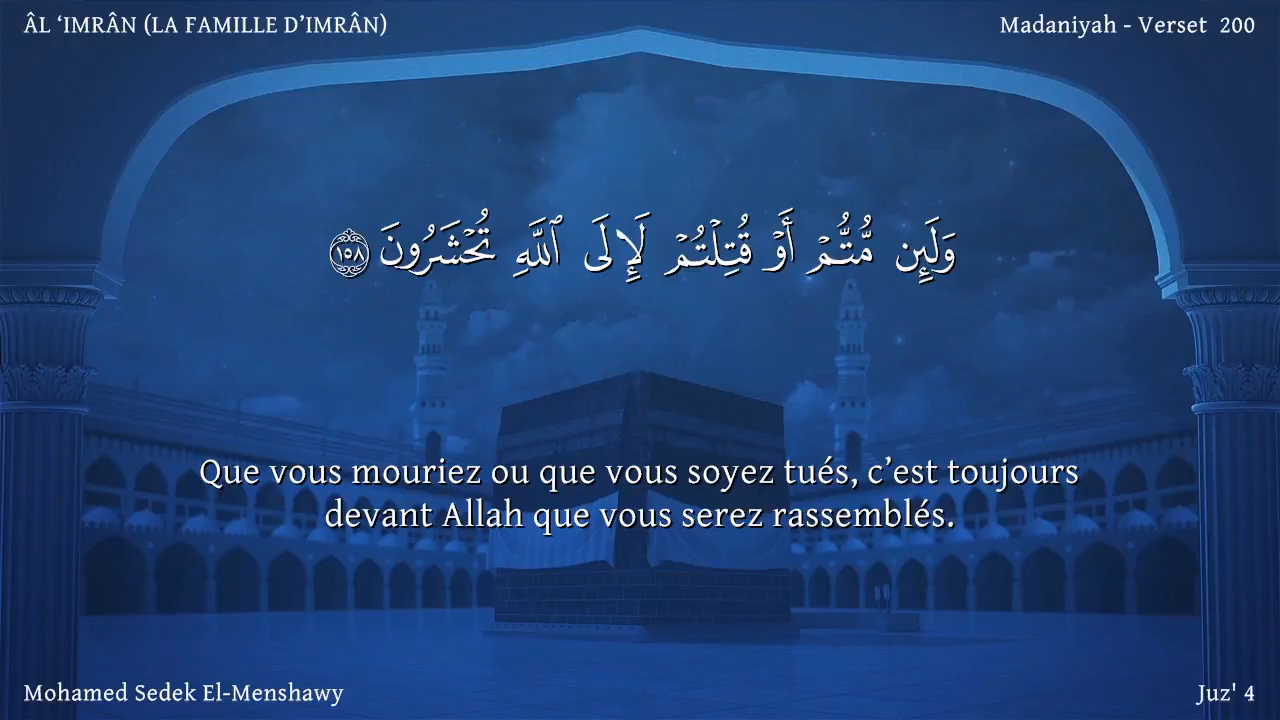 ÂL ‘IMRÂN (LA FAMILLE D’IMRÂN)
Madaniyah - Verset 200
وَلَئِن مُّتُّمْ أَوْ قُتِلْتُمْ لَإِلَى ٱللَّهِ تُحْشَرُونَ ١٥٨
Que vous mouriez ou que vous soyez tués, c’est toujours
devant Allah que vous serez rassemblés.
Mohamed Sedek El-Menshawy
Juz' 4